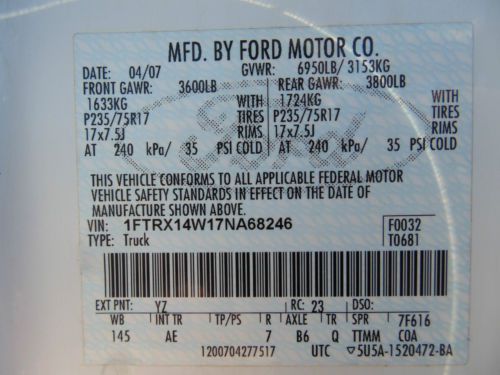 MFD. BY FORD MOTOR CO.
DATE: 04/07 GVWR: 6950LB/ 3153KG
FRONT GAWR: 3600LB REAR GAWR: 3800LB
1633KG WITH 1724KG WITH
P235/75R17 TIRES P235/75R17 TIRES
17x7.5J RIMS 17x7.5J RIMS
AT 240 kPa/ 35 PSI COLD AT 240 kPa/ 35 PSI COLD
THIS VEHICLE CONFORMS TO ALL APPLICABLE FEDERAL MOTOR
VEHICLE SAFETY STANDARDS IN EFFECT ON THE DATE OF
MANUFACTURE SHOWN ABOVE.
VIN: 1FTRX14W17NA68246 F0032
TYPE: Truck T0681
EXT PNT: YZ RC: 23 DSO:
WB INT TR TP/PS R AXLE TR SPR 7F616
145 AE 7 B6 Q TTMM COA
1200704277517 UTC ▽5U5A-1520472-BA
Ford